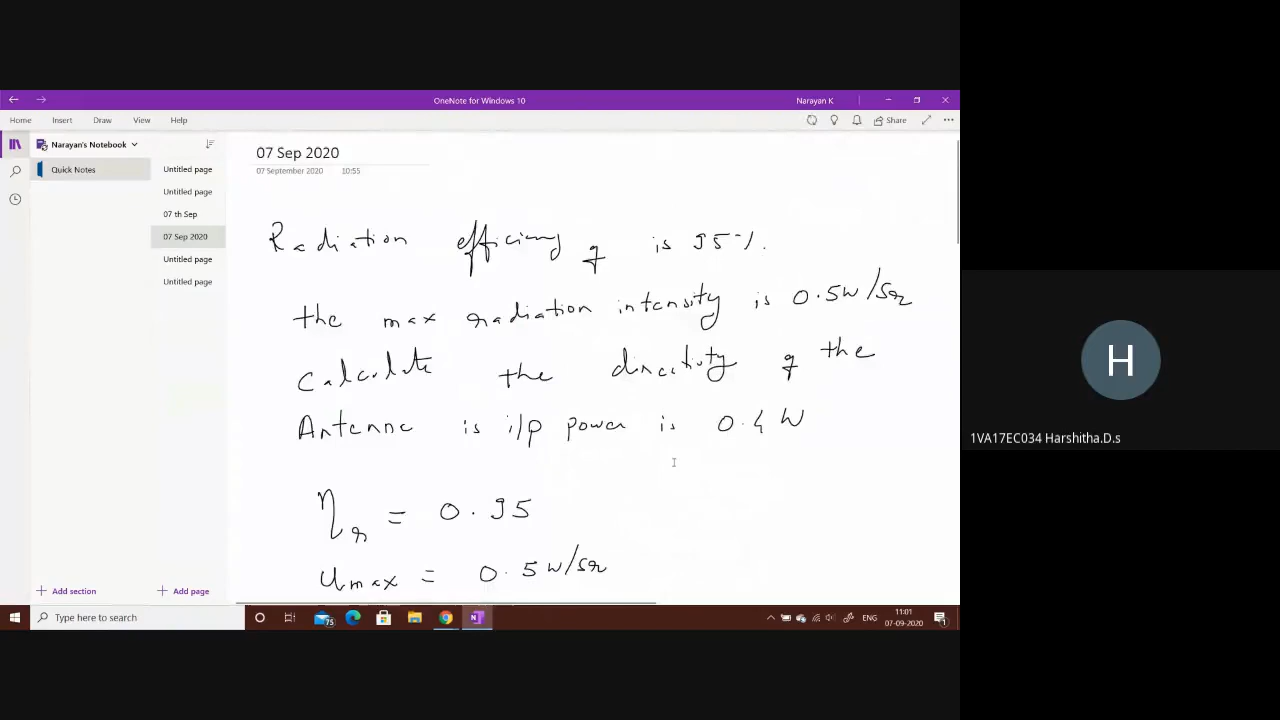 OneNote for Windows 10
Narayan K
Home Insert Draw View Help
Share
Narayan's Notebook
Quick Notes
Untitled page
Untitled page
07 th Sep
07 Sep 2020
Untitled page
Untitled page
07 Sep 2020
07 September 2020 10:55
Radiation efficiency of is 95%.
the max radiation intensity is 0.5w/Sr
Calculate the directivity of the
Antenna is i/p power is 0.4 W
ηr = 0.95
Umax = 0.5 w/Sr
Add section
Add page
Type here to search
75
ENG
11:01
07-09-2020
1
H
1VA17EC034 Harshitha.D.s